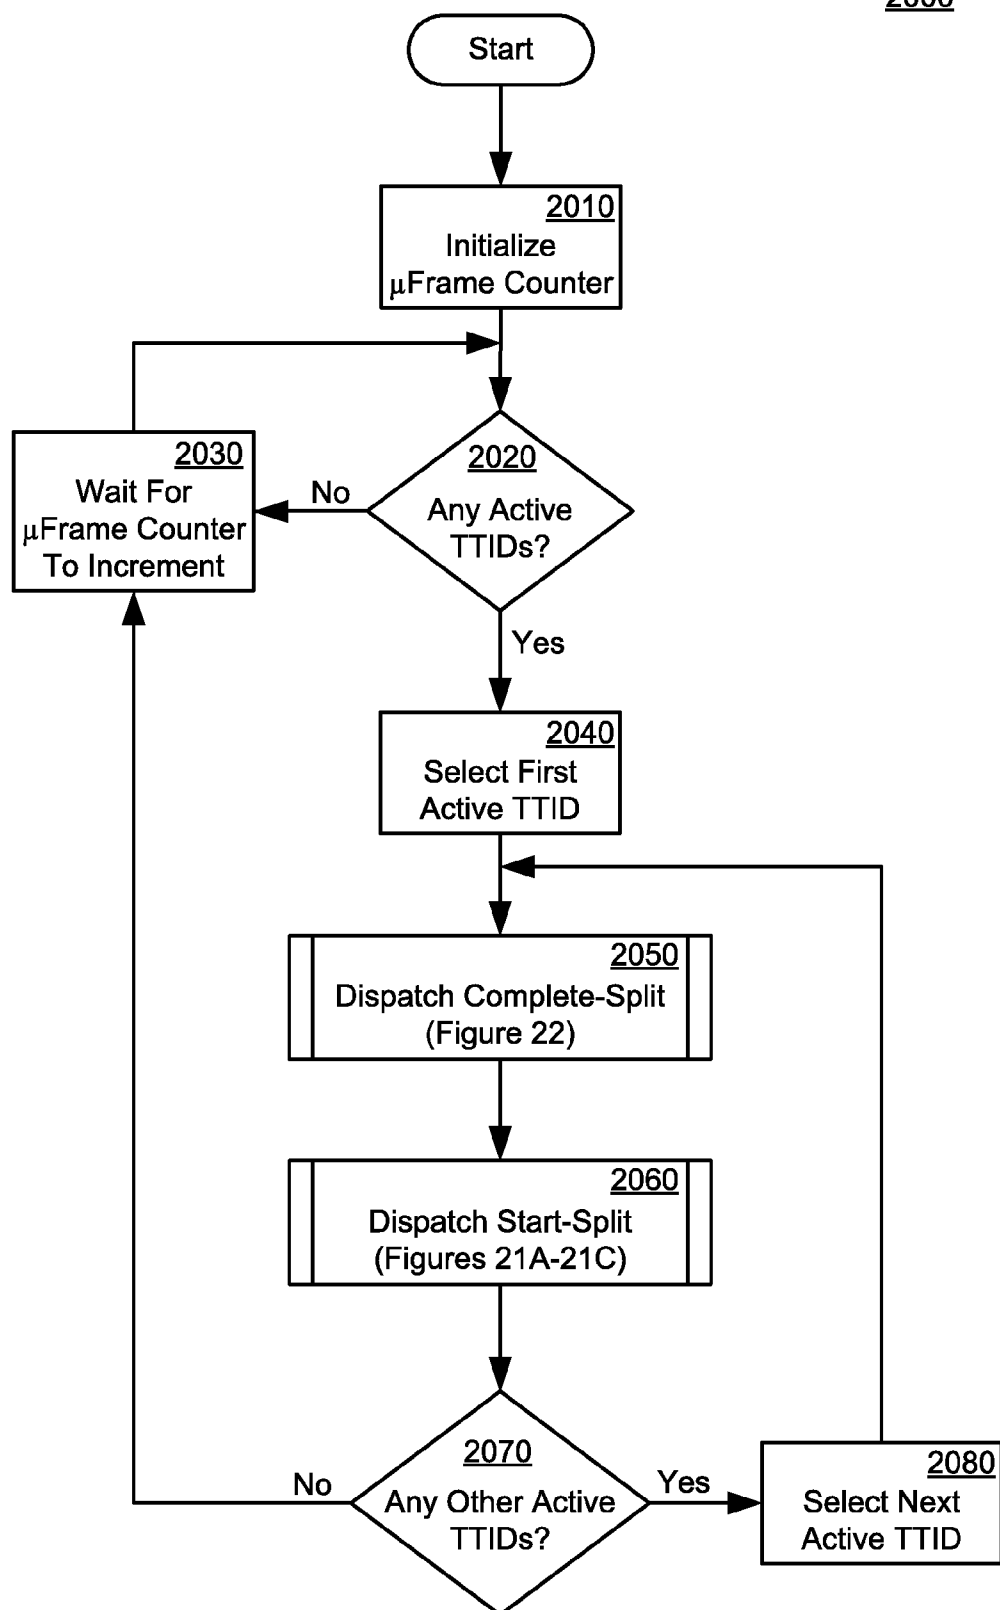 Start
2010
Initialize
μFrame Counter
2030
Wait For
μFrame Counter
To Increment
No
2020
Any Active
TTIDs?
Yes
2040
Select First
Active TTID
2050
Dispatch Complete-Split
(Figure 22)
2060
Dispatch Start-Split
(Figures 21A-21C)
No
2070
Any Other Active
TTIDs?
Yes
2080
Select Next
Active TTID